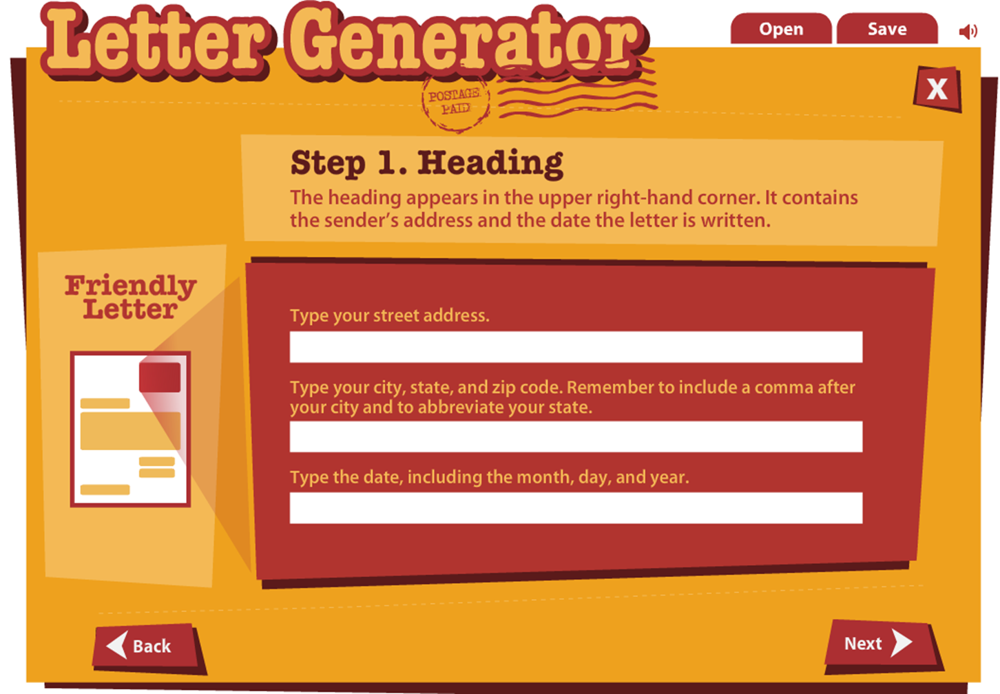 Letter Generator
Open
Save
POSTAGE
PAID
X
Step 1. Heading
The heading appears in the upper right-hand corner. It contains
the sender’s address and the date the letter is written.
Friendly
Letter
Type your street address.
Type your city, state, and zip code. Remember to include a comma after
your city and to abbreviate your state.
Type the date, including the month, day, and year.
Back
Next